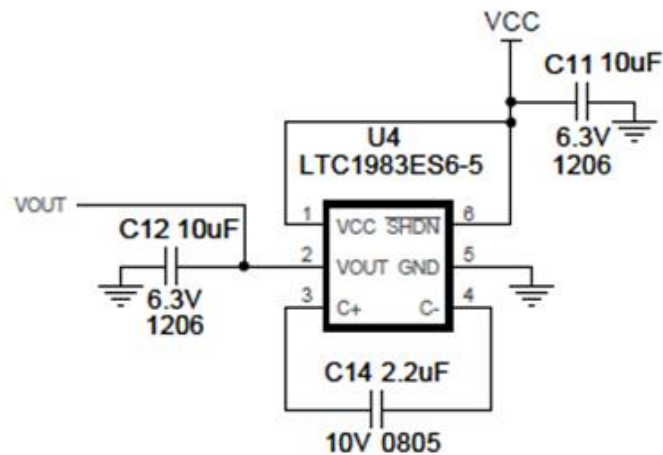 VCC
C11 10uF
6.3V
1206
U4
LTC1983ES6-5
VOUT
C12 10uF
6.3V
1206
1 VCC SHDN 6
2 VOUT GND 5
3 C+ C- 4
C14 2.2uF
10V 0805